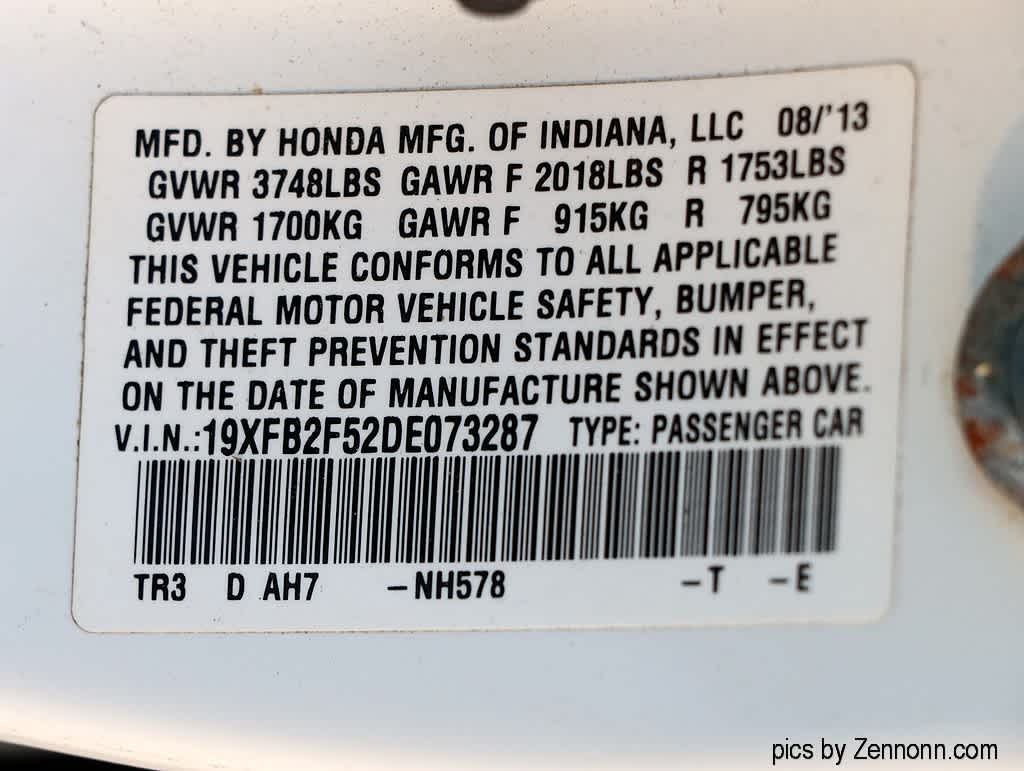 MFD. BY HONDA MFG. OF INDIANA, LLC 08/'13
GVWR 3748LBS GAWR F 2018LBS R 1753LBS
GVWR 1700KG GAWR F 915KG R 795KG
THIS VEHICLE CONFORMS TO ALL APPLICABLE
FEDERAL MOTOR VEHICLE SAFETY, BUMPER,
AND THEFT PREVENTION STANDARDS IN EFFECT
ON THE DATE OF MANUFACTURE SHOWN ABOVE.
V.I.N.:19XFB2F52DE073287 TYPE: PASSENGER CAR
TR3 D AH7 –NH578 –T –E
pics by Zennonn.com